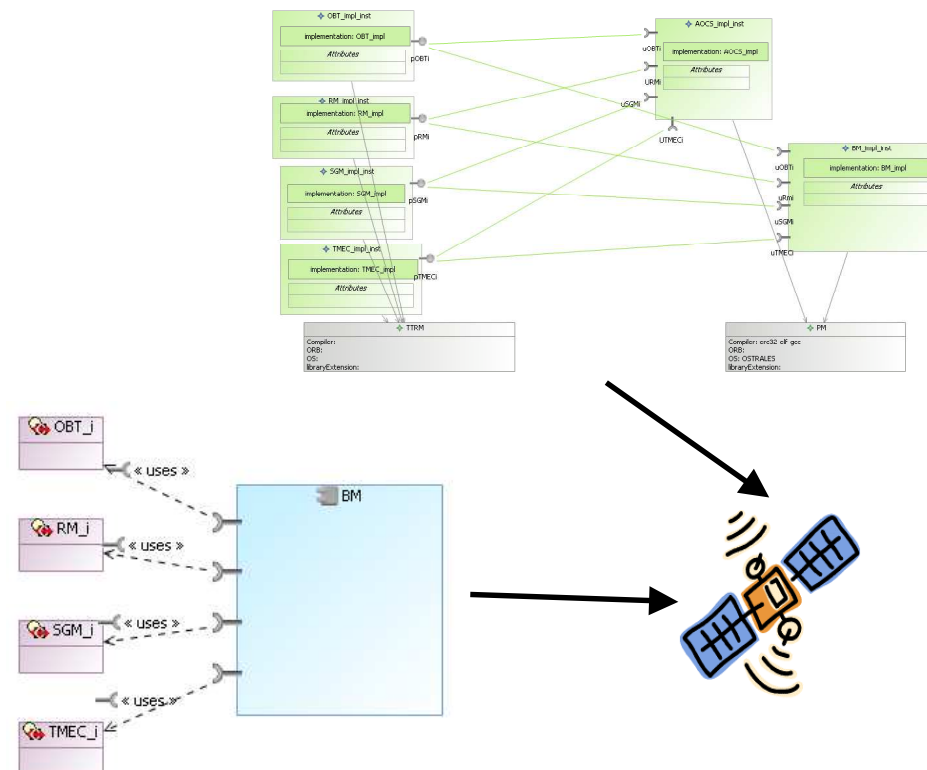 OBT_impl_inst
implementation: OBT_impl
Attributes
pOBTi
RM_impl_inst
implementation: RM_impl
Attributes
pRMi
SGM_impl_inst
implementation: SGM_impl
Attributes
pSGMi
TMEC_impl_inst
implementation: TMEC_impl
Attributes
pTMECi
AOCS_impl_inst
implementation: AOCS_impl
Attributes
uOBTi
URMi
uSGMi
UTMECi
BM_impl_inst
implementation: BM_impl
Attributes
uOBTi
uRmi
uSGMi
uTMECi
TTRM
Compiler:
ORB:
OS:
libraryExtension:
PM
Compiler: erc32 elf gcc
ORB:
OS: OSTRALES
libraryExtension:
OBT_i
« uses »
RM_i
« uses »
SGM_i
« uses »
TMEC_i
« uses »
BM